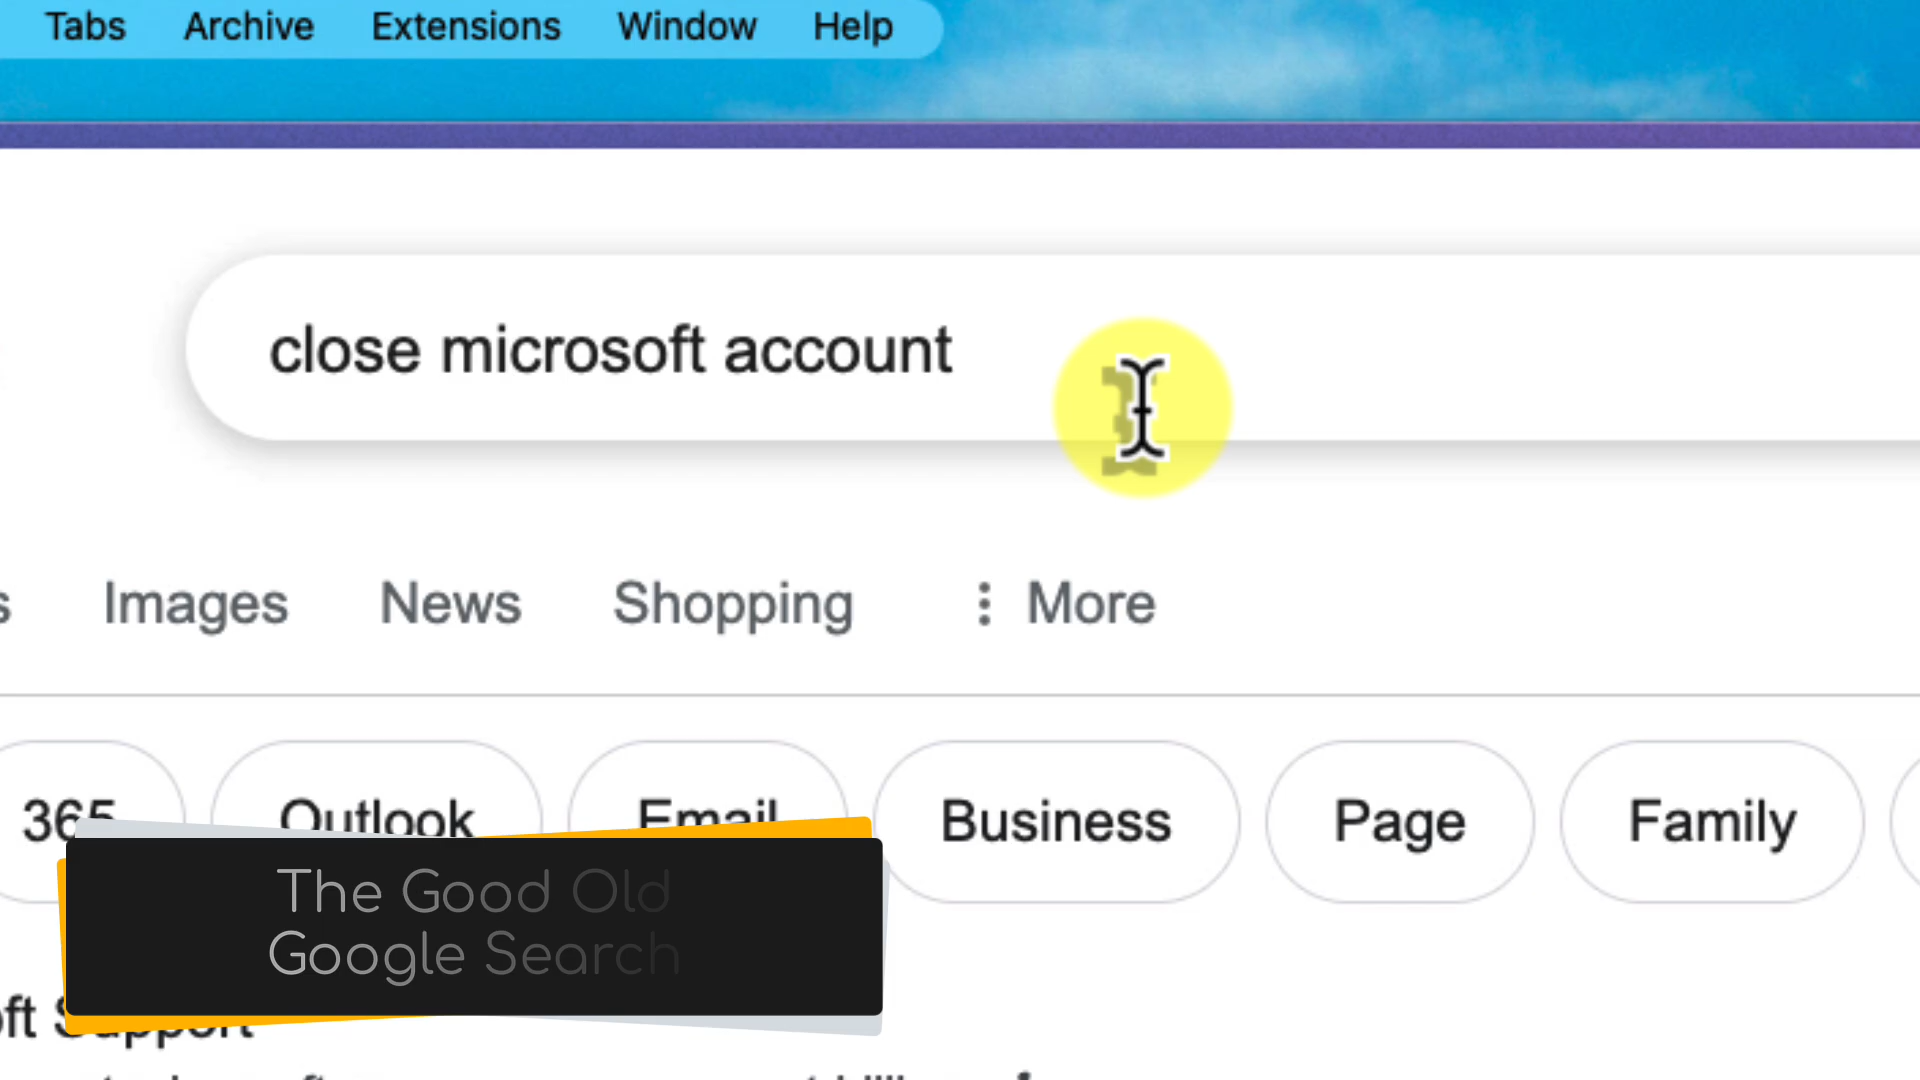 Tabs Archive Extensions Window Help
close microsoft account
Images News Shopping More
365 Outlook Email Business Page Family
The Good Old
Google Search
Support